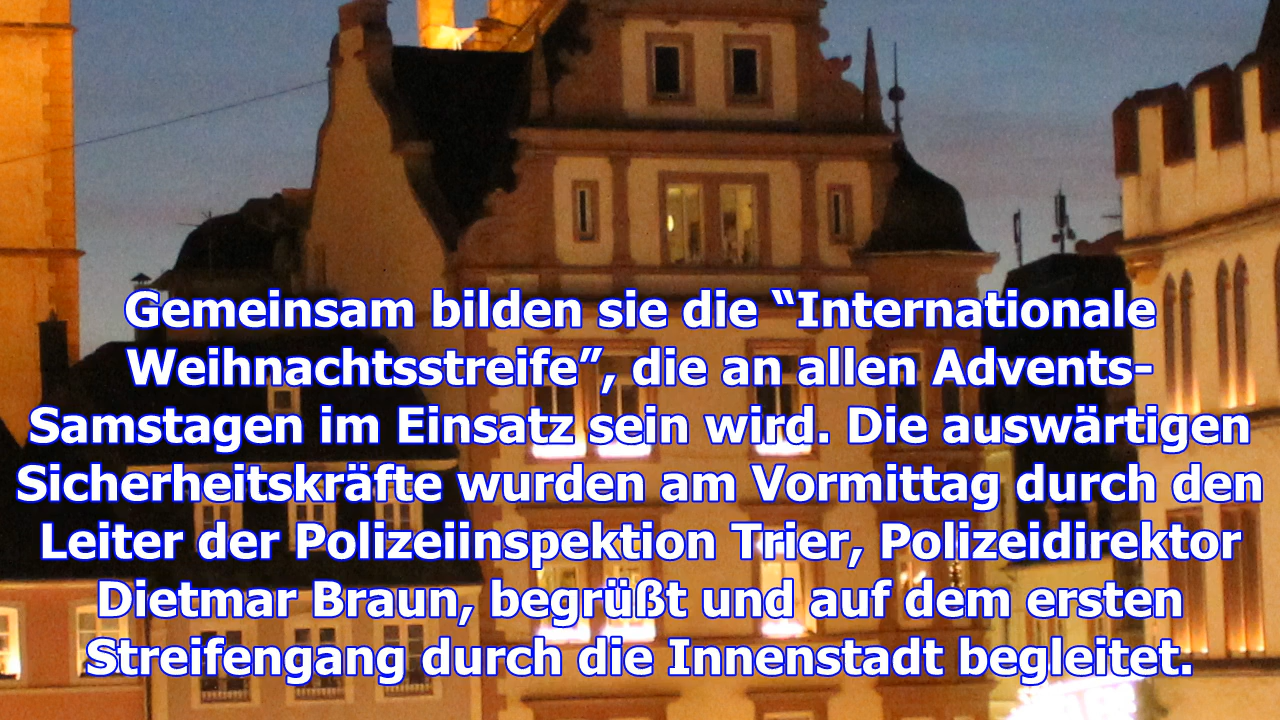 Gemeinsam bilden sie die “Internationale
Weihnachtsstreife”, die an allen Advents-
Samstagen im Einsatz sein wird. Die auswärtigen
Sicherheitskräfte wurden am Vormittag durch den
Leiter der Polizeiinspektion Trier, Polizeidirektor
Dietmar Braun, begrüßt und auf dem ersten
Streifengang durch die Innenstadt begleitet.